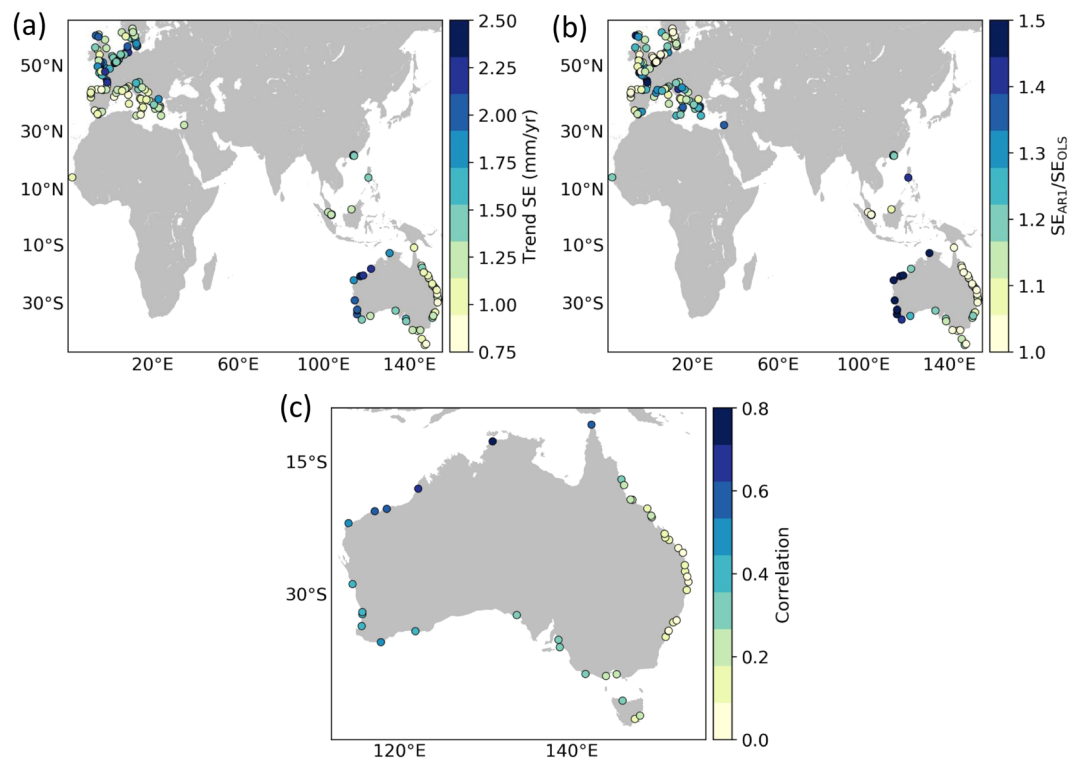 (a)
50°N
30°N
10°N
10°S
30°S
20°E
60°E
100°E
140°E
2.50
2.25
2.00
1.75
1.50
1.25
1.00
0.75
Trend SE (mm/yr)
(b)
50°N
30°N
10°N
10°S
30°S
20°E
60°E
100°E
140°E
1.5
1.4
1.3
1.2
1.1
1.0
SE_AR1/SE_OLS
(c)
15°S
30°S
120°E
140°E
0.8
0.6
0.4
0.2
0.0
Correlation